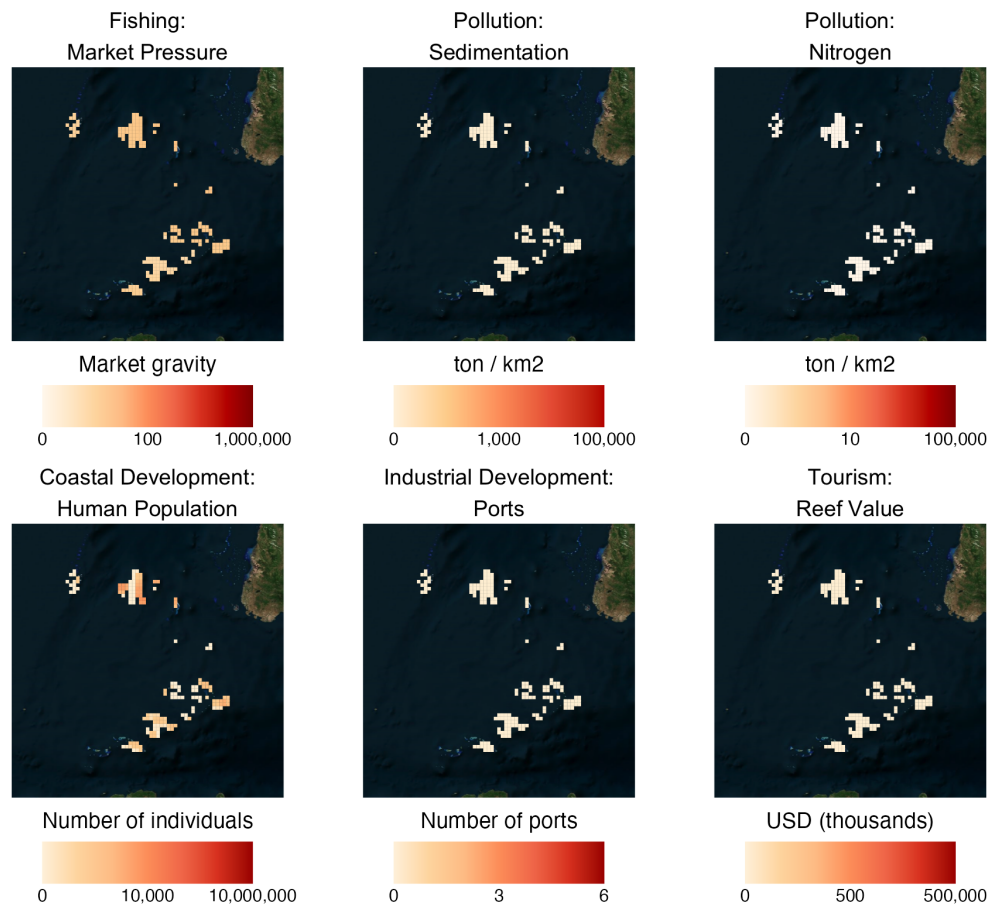 Fishing:
Market Pressure
Pollution:
Sedimentation
Pollution:
Nitrogen
Market gravity
0 100 1,000,000
ton / km2
0 1,000 100,000
ton / km2
0 10 100,000
Coastal Development:
Human Population
Industrial Development:
Ports
Tourism:
Reef Value
Number of individuals
0 10,000 10,000,000
Number of ports
0 3 6
USD (thousands)
0 500 500,000